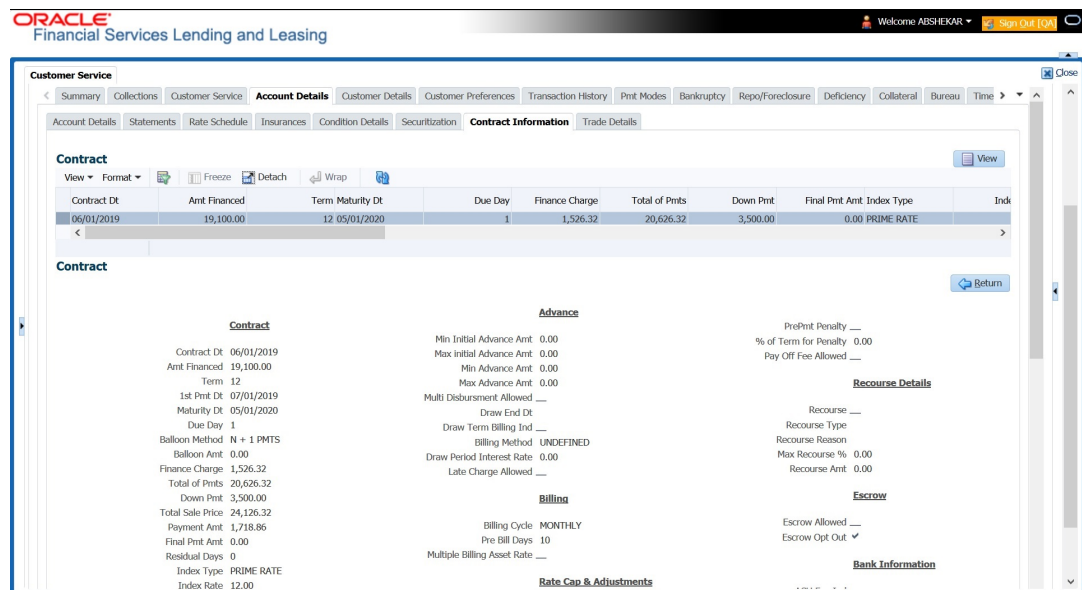 ORACLE®
Financial Services Lending and Leasing
Welcome ABSHEKAR
Sign Out [QA]
Customer Service
Close
Summary Collections Customer Service Account Details Customer Details Customer Preferences Transaction History Pmt Modes Bankruptcy Repo/Foreclosure Deficiency Collateral Bureau Time
Account Details Statements Rate Schedule Insurances Condition Details Securitization Contract Information Trade Details
Contract
View
View Format Freeze Detach Wrap
Contract Dt Amt Financed Term Maturity Dt Due Day Finance Charge Total of Pmts Down Pmt Final Pmt Amt Index Type Inde
06/01/2019 19,100.00 12 05/01/2020 1 1,526.32 20,626.32 3,500.00 0.00 PRIME RATE
Contract
Return
Contract
Contract Dt 06/01/2019
Amt Financed 19,100.00
Term 12
1st Pmt Dt 07/01/2019
Maturity Dt 05/01/2020
Due Day 1
Balloon Method N + 1 PMTS
Balloon Amt 0.00
Finance Charge 1,526.32
Total of Pmts 20,626.32
Down Pmt 3,500.00
Total Sale Price 24,126.32
Payment Amt 1,718.86
Final Pmt Amt 0.00
Residual Days 0
Index Type PRIME RATE
Index Rate 12.00
Advance
Min Initial Advance Amt 0.00
Max initial Advance Amt 0.00
Min Advance Amt 0.00
Max Advance Amt 0.00
Multi Disbursment Allowed
Draw End Dt
Draw Term Billing Ind
Billing Method UNDEFINED
Draw Period Interest Rate 0.00
Late Charge Allowed
Billing
Billing Cycle MONTHLY
Pre Bill Days 10
Multiple Billing Asset Rate
Rate Cap & Adjustments
PrePmt Penalty
% of Term for Penalty 0.00
Pay Off Fee Allowed
Recourse Details
Recourse
Recourse Type
Recourse Reason
Max Recourse % 0.00
Recourse Amt 0.00
Escrow
Escrow Allowed
Escrow Opt Out ✔
Bank Information